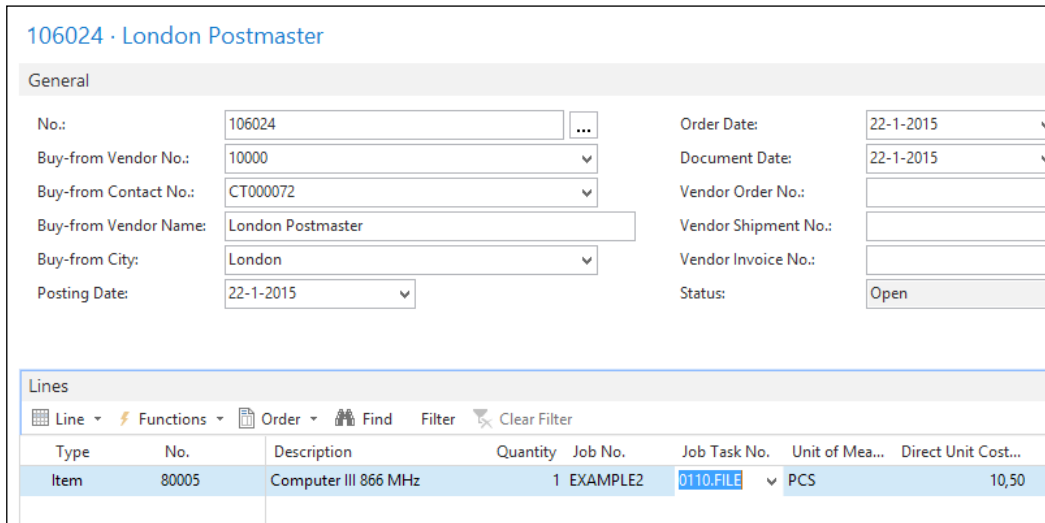 106024 · London Postmaster
General
No.: 106024 ... Order Date: 22-1-2015
Buy-from Vendor No.: 10000 Document Date: 22-1-2015
Buy-from Contact No.: CT000072 Vendor Order No.:
Buy-from Vendor Name: London Postmaster Vendor Shipment No.:
Buy-from City: London Vendor Invoice No.:
Posting Date: 22-1-2015 Status: Open
Lines
Line Functions Order Find Filter Clear Filter
Type No. Description Quantity Job No. Job Task No. Unit of Mea... Direct Unit Cost...
Item 80005 Computer III 866 MHz 1 EXAMPLE2 0110.FILE PCS 10,50